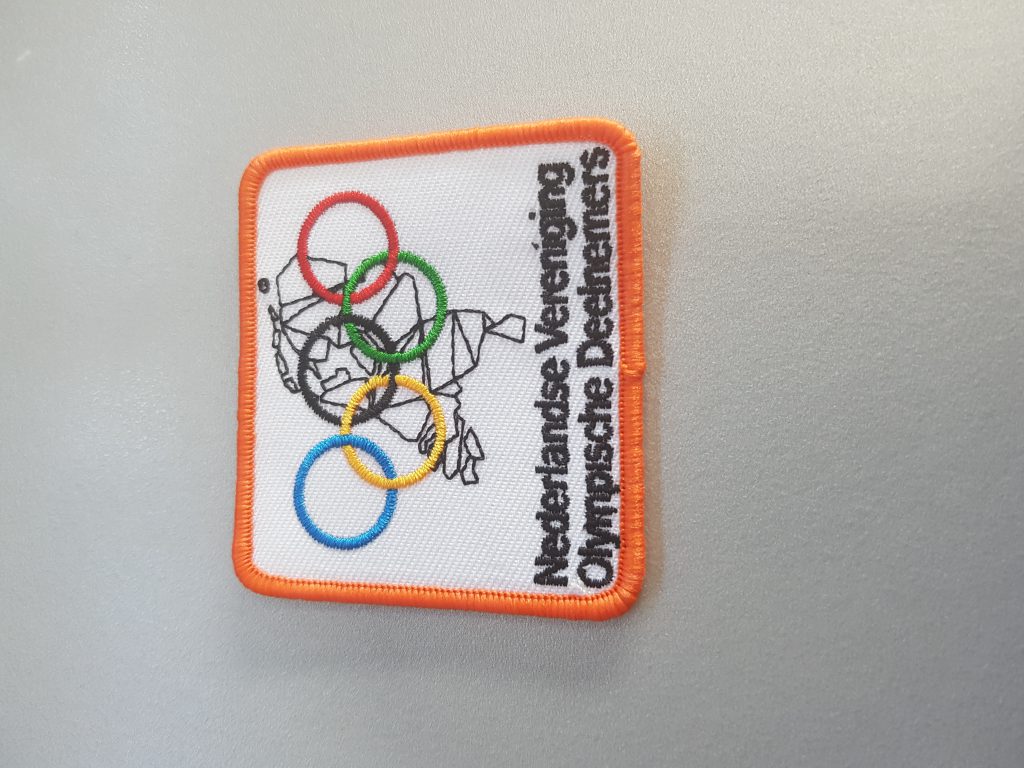 Nederlandse Vereniging
Olympische Deelnemers